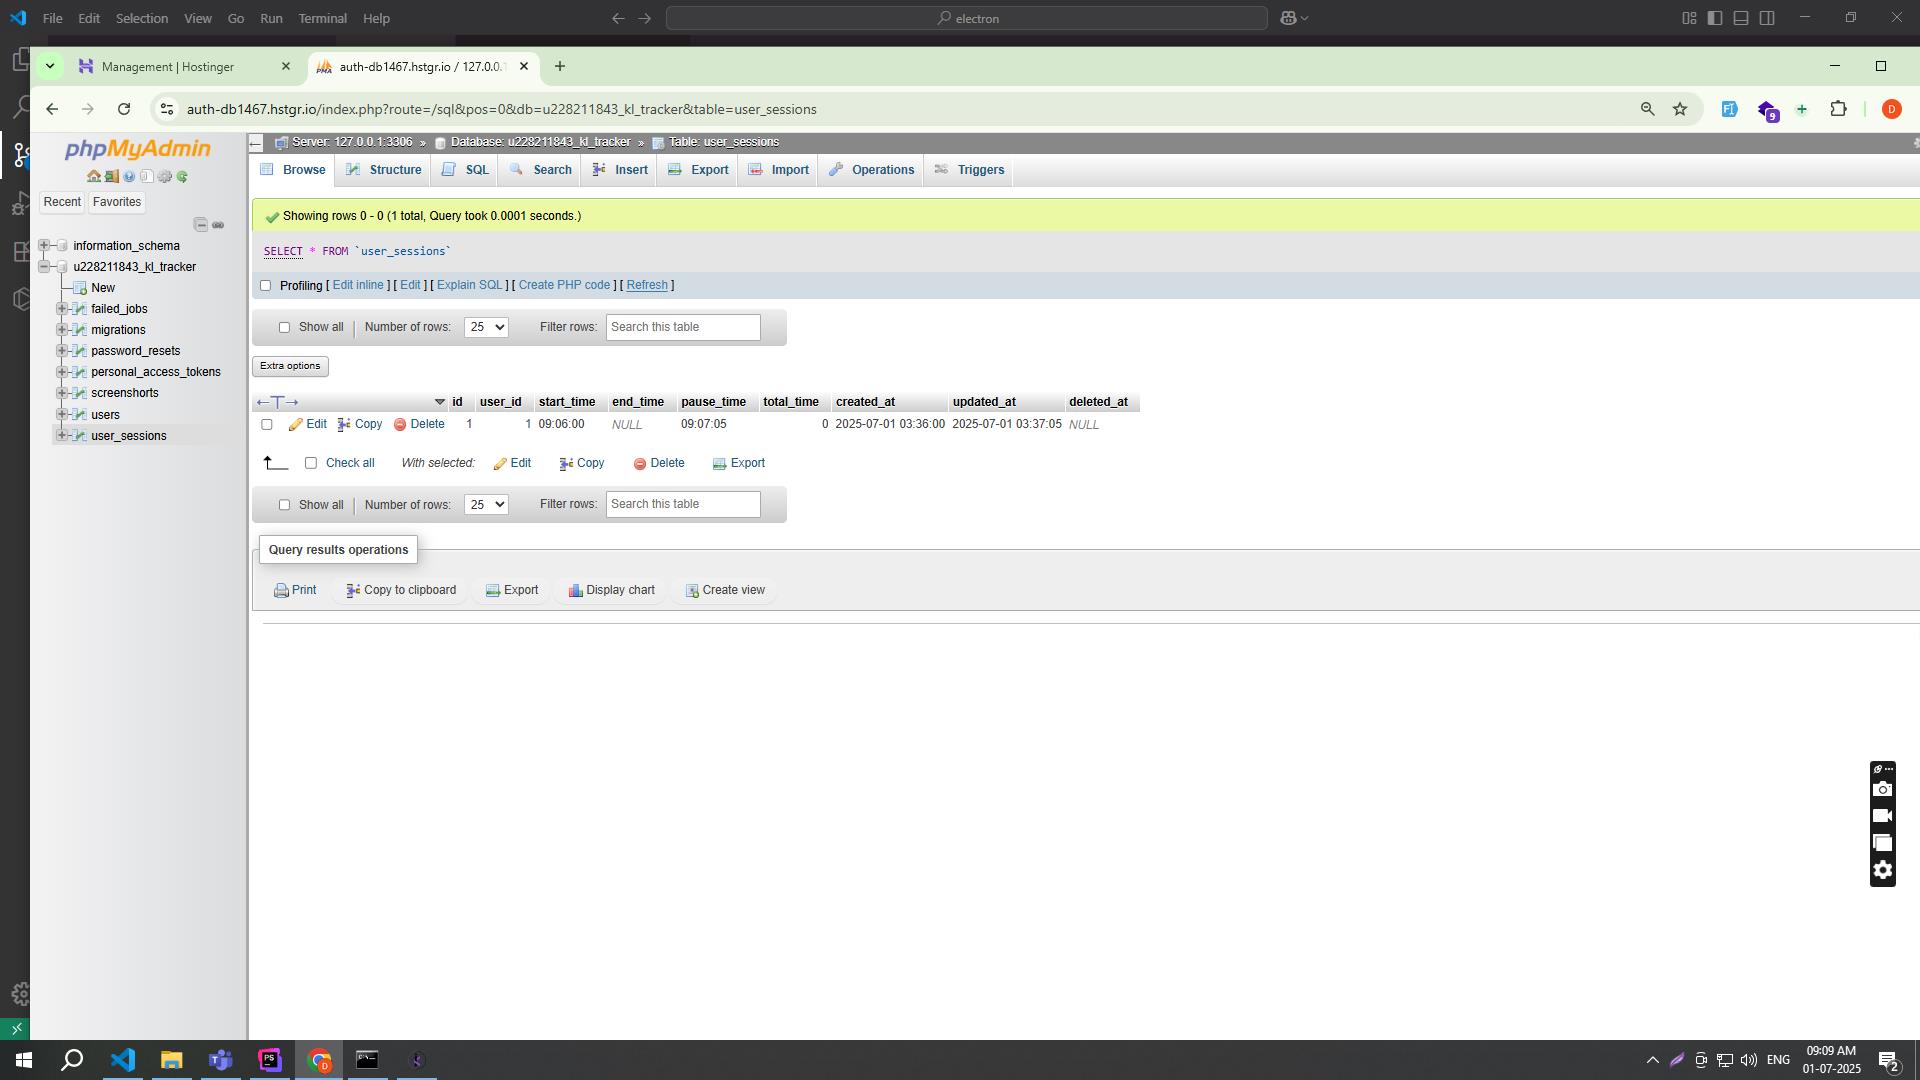 File Edit Selection View Go Run Terminal Help
electron
Management | Hostinger
auth-db1467.hstgr.io / 127.0.0.1
auth-db1467.hstgr.io/index.php?route=/sql&pos=0&db=u228211843_kl_tracker&table=user_sessions
9
D
phpMyAdmin
Recent Favorites
information_schema
u228211843_kl_tracker
New
failed_jobs
migrations
password_resets
personal_access_tokens
screenshorts
users
user_sessions
Server: 127.0.0.1:3306 » Database: u228211843_kl_tracker » Table: user_sessions
Browse Structure SQL Search Insert Export Import Operations Triggers
Showing rows 0 - 0 (1 total, Query took 0.0001 seconds.)
SELECT * FROM `user_sessions`
Profiling [ Edit inline ] [ Edit ] [ Explain SQL ] [ Create PHP code ] [ Refresh ]
Show all Number of rows: 25 Filter rows: Search this table
Extra options
←T→ id user_id start_time end_time pause_time total_time created_at updated_at deleted_at
Edit Copy Delete 1 1 09:06:00 NULL 09:07:05 0 2025-07-01 03:36:00 2025-07-01 03:37:05 NULL
Check all With selected: Edit Copy Delete Export
Show all Number of rows: 25 Filter rows: Search this table
Query results operations
Print Copy to clipboard Export Display chart Create view
PS
D
ENG
09:09 AM
01-07-2025
2